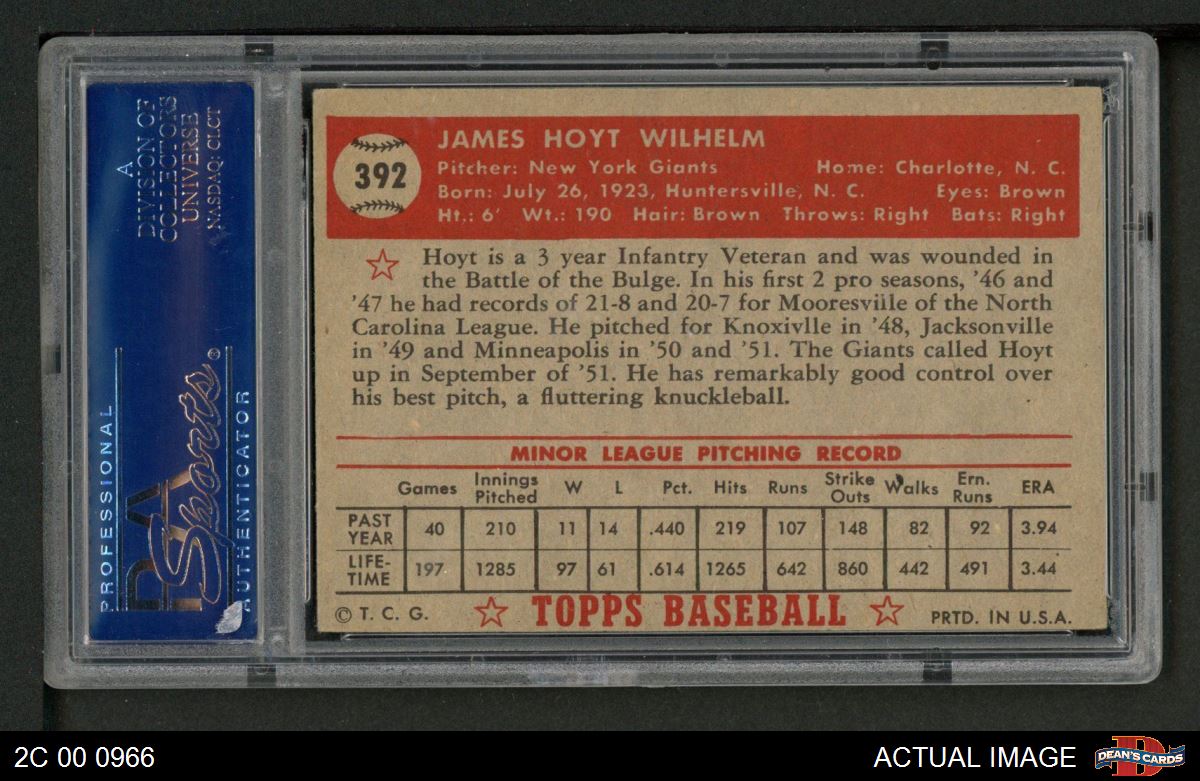 A
DIVISION OF
COLLECTORS
UNIVERSE
NASDAQ: CLCT
PROFESSIONAL
PSA
Sports®
AUTHENTICATOR
392
JAMES HOYT WILHELM
Pitcher: New York Giants Home: Charlotte, N. C.
Born: July 26, 1923, Huntersville, N. C. Eyes: Brown
Ht.: 6' Wt.: 190 Hair: Brown Throws: Right Bats: Right
Hoyt is a 3 year Infantry Veteran and was wounded in
the Battle of the Bulge. In his first 2 pro seasons, '46 and
'47 he had records of 21-8 and 20-7 for Mooresviile of the North
Carolina League. He pitched for Knoxivlle in '48, Jacksonville
in '49 and Minneapolis in '50 and '51. The Giants called Hoyt
up in September of '51. He has remarkably good control over
his best pitch, a fluttering knuckleball.
MINOR LEAGUE PITCHING RECORD
Games Innings Pitched W L Pct. Hits Runs Strike Outs Walks Ern. Runs ERA
PAST YEAR 40 210 11 14 .440 219 107 148 82 92 3.94
LIFE-TIME 197 1285 97 61 .614 1265 642 860 442 491 3.44
© T. C. G. TOPPS BASEBALL PRTD. IN U.S.A.
2C 00 0966 ACTUAL IMAGE
D
DEAN'S CARDS